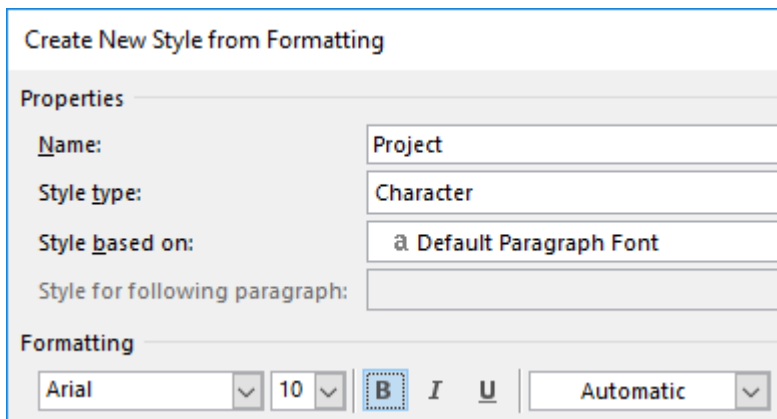 Create New Style from Formatting
Properties
Name: Project
Style type: Character
Style based on: a Default Paragraph Font
Style for following paragraph:
Formatting
Arial 10 B I U Automatic